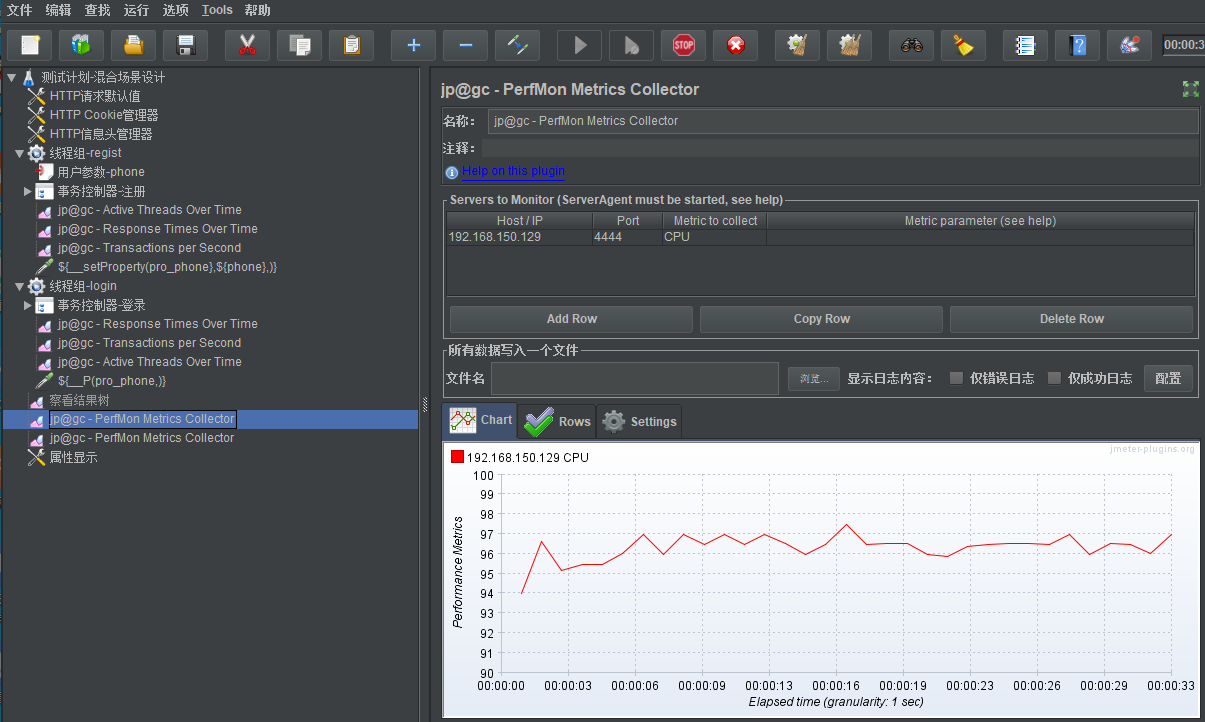 文件 编辑 查找 运行 选项 Tools 帮助
STOP
?
00:00:3
测试计划-混合场景设计
HTTP请求默认值
HTTP Cookie管理器
HTTP信息头管理器
线程组-regist
用户参数-phone
事务控制器-注册
jp@gc - Active Threads Over Time
jp@gc - Response Times Over Time
jp@gc - Transactions per Second
${__setProperty(pro_phone},${phone},)}
线程组-login
事务控制器-登录
jp@gc - Response Times Over Time
jp@gc - Transactions per Second
jp@gc - Active Threads Over Time
${__P(pro_phone,)}
察看结果树
jp@gc - PerfMon Metrics Collector
jp@gc - PerfMon Metrics Collector
属性显示
jp@gc - PerfMon Metrics Collector
名称： jp@gc - PerfMon Metrics Collector
注释：
Help on this plugin
Servers to Monitor (ServerAgent must be started, see help)
Host / IP Port Metric to collect Metric parameter (see help)
192.168.150.129 4444 CPU
Add Row Copy Row Delete Row
所有数据写入一个文件
文件名 浏览... 显示日志内容： 仅错误日志 仅成功日志 配置
Chart Rows Settings
192.168.150.129 CPU
jmeter-plugins.org
100
99
98
97
96
95
94
93
92
91
90
Performance Metrics
00:00:00 00:00:03 00:00:06 00:00:09 00:00:13 00:00:16 00:00:19 00:00:23 00:00:26 00:00:29 00:00:33
Elapsed time (granularity: 1 sec)